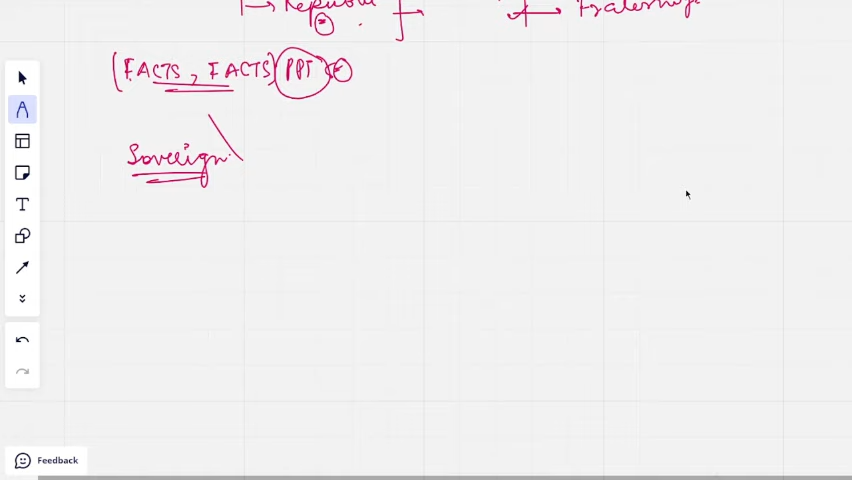 Republic
Fraternity
(FACTS, FACTS) PPT
Sovereign
T
Feedback